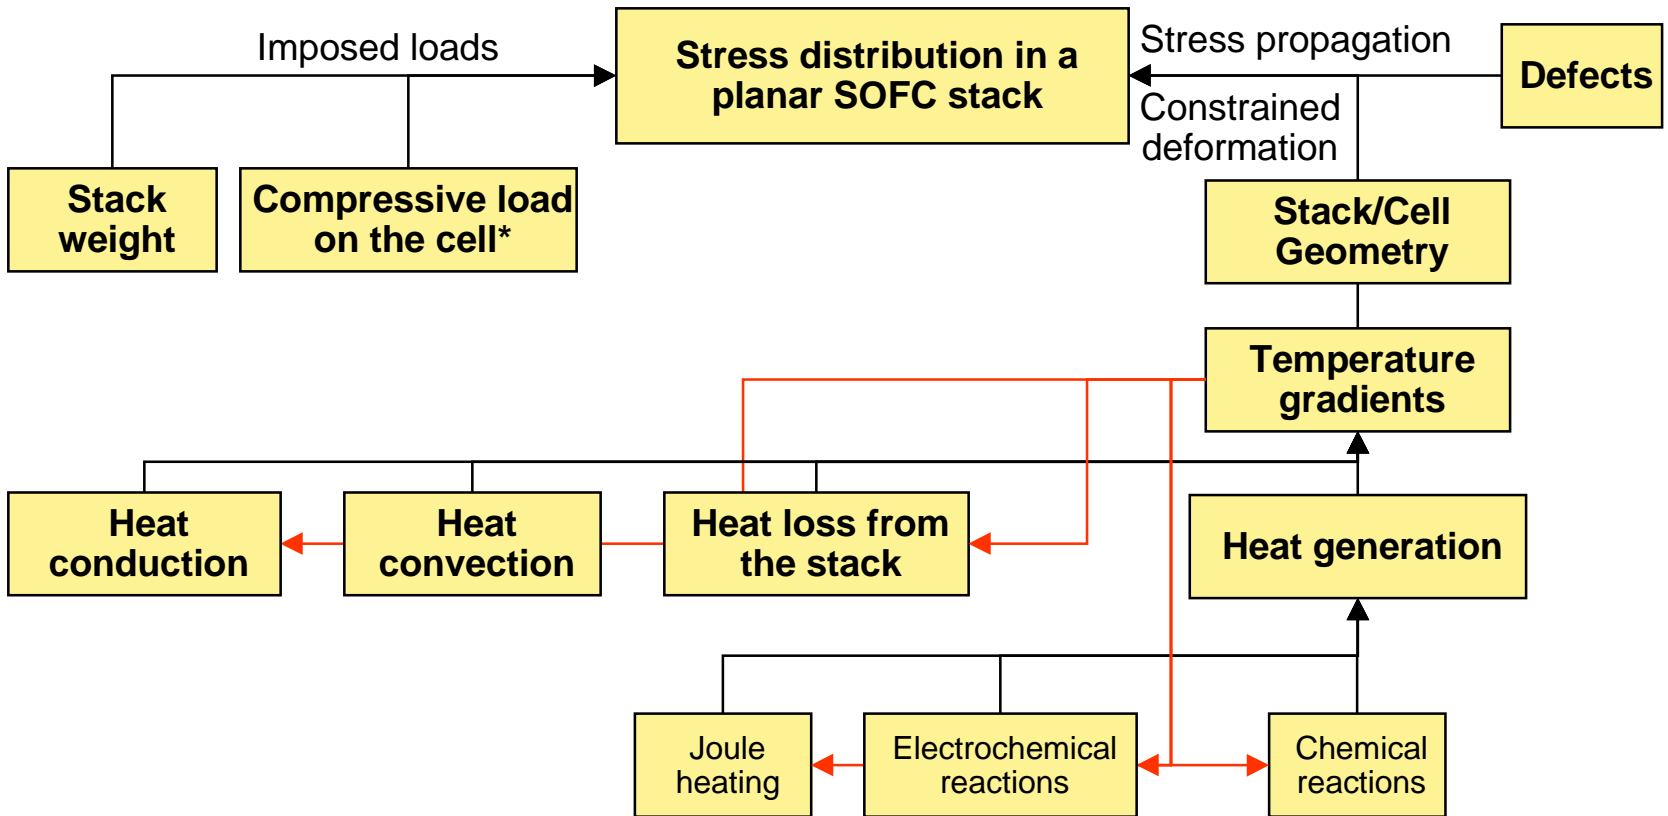 Imposed loads
Stress distribution in a
planar SOFC stack
Stress propagation
Constrained
deformation
Defects
Stack
weight
Compressive load
on the cell*
Stack/Cell
Geometry
Temperature
gradients
Heat
conduction
Heat
convection
Heat loss from
the stack
Heat generation
Joule
heating
Electrochemical
reactions
Chemical
reactions